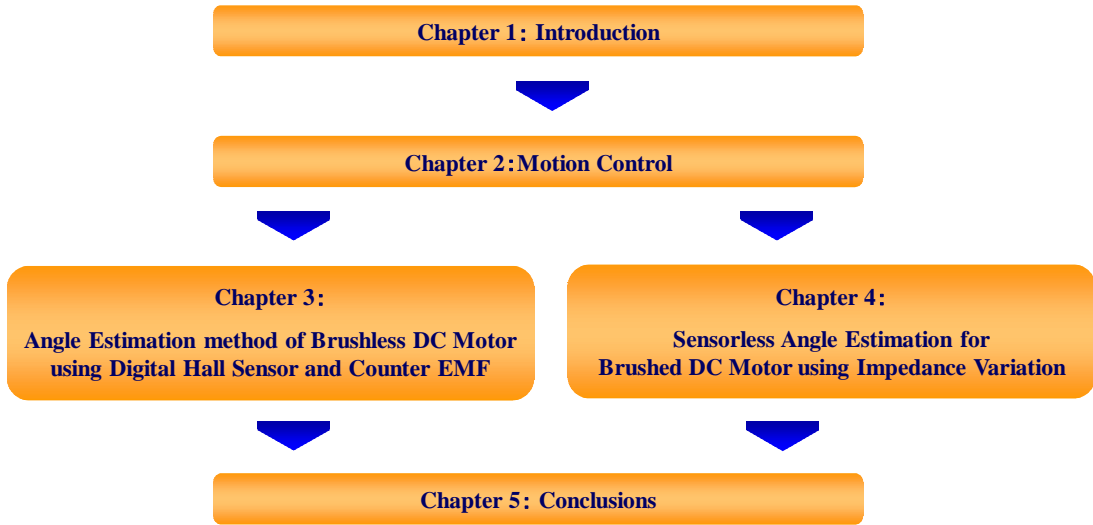 Chapter 1: Introduction
Chapter 2:Motion Control
Chapter 3:
Angle Estimation method of Brushless DC Motor
using Digital Hall Sensor and Counter EMF
Chapter 4:
Sensorless Angle Estimation for
Brushed DC Motor using Impedance Variation
Chapter 5: Conclusions